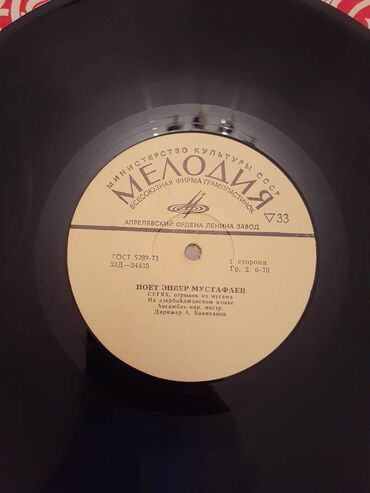 МИНИСТЕРСТВО КУЛЬТУРЫ СССР
МЕЛОДИЯ
ВСЕСОЮЗНАЯ ФИРМА ГРАМПЛАСТИНОК
33
АПРЕЛЕВСКИЙ ОРДЕНА ЛЕНИНА ЗАВОД
ГОСТ 5289-73
33Д—24435
1 сторона
Гр. 2. 0-70
ПОЕТ ЭНВЕР МУСТАФАЕВ
СЕГЯХ, отрывок из мугама
На азербайджанском языке
Ансамбль нар. инстр.
Дирижер А. Бакиханов